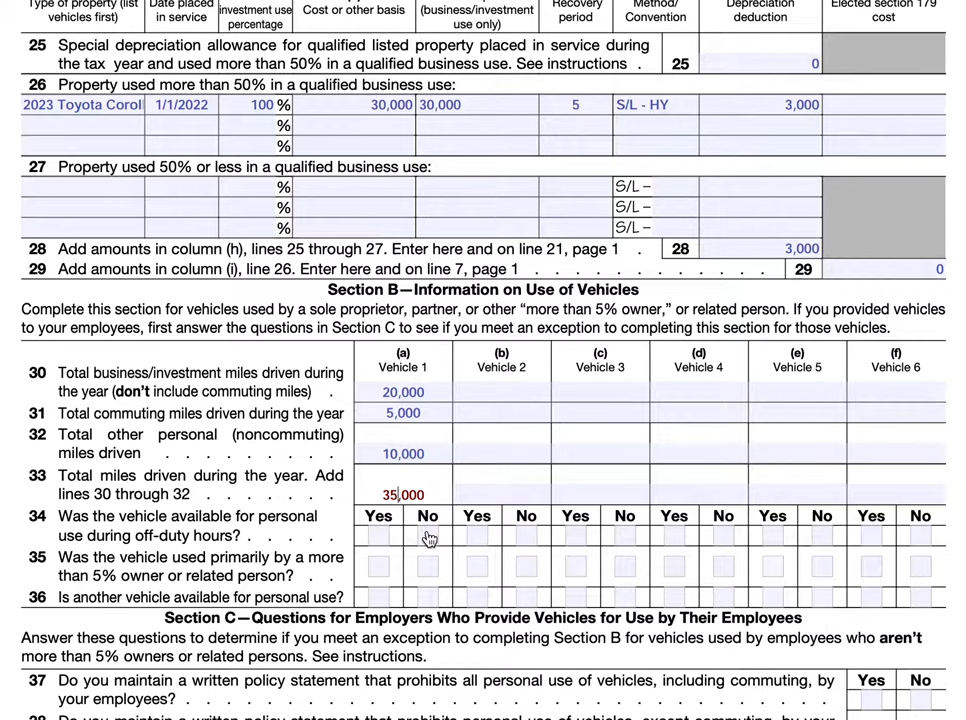 Type of property (list vehicles first)
Date placed in service
investment use percentage
Cost or other basis
(business/investment use only)
Recovery period
Method/ Convention
Depreciation deduction
Elected section 179 cost
25 Special depreciation allowance for qualified listed property placed in service during
the tax year and used more than 50% in a qualified business use. See instructions . 25 0
26 Property used more than 50% in a qualified business use:
2023 Toyota Corol 1/1/2022 100 % 30,000 30,000 5 S/L - HY 3,000
%
%
27 Property used 50% or less in a qualified business use:
% S/L –
% S/L –
% S/L –
28 Add amounts in column (h), lines 25 through 27. Enter here and on line 21, page 1 . 28 3,000
29 Add amounts in column (i), line 26. Enter here and on line 7, page 1 . . . . . . . . . . . . 29 0
Section B—Information on Use of Vehicles
Complete this section for vehicles used by a sole proprietor, partner, or other “more than 5% owner,” or related person. If you provided vehicles
to your employees, first answer the questions in Section C to see if you meet an exception to completing this section for those vehicles.
(a) (b) (c) (d) (e) (f)
Vehicle 1 Vehicle 2 Vehicle 3 Vehicle 4 Vehicle 5 Vehicle 6
30 Total business/investment miles driven during
the year (don’t include commuting miles) . 20,000
31 Total commuting miles driven during the year 5,000
32 Total other personal (noncommuting)
miles driven . . . . . . . . . 10,000
33 Total miles driven during the year. Add
lines 30 through 32 . . . . . . . 35,000
34 Was the vehicle available for personal Yes No Yes No Yes No Yes No Yes No Yes No
use during off-duty hours? . . . . .
35 Was the vehicle used primarily by a more
than 5% owner or related person? . .
36 Is another vehicle available for personal use?
Section C—Questions for Employers Who Provide Vehicles for Use by Their Employees
Answer these questions to determine if you meet an exception to completing Section B for vehicles used by employees who aren’t
more than 5% owners or related persons. See instructions.
37 Do you maintain a written policy statement that prohibits all personal use of vehicles, including commuting, by Yes No
your employees? . . . . . . . . . . . . . . . . . . . . . . . . . . . . . . .
38 Do you maintain a written policy statement that prohibits personal use of vehicles, except commuting, by your